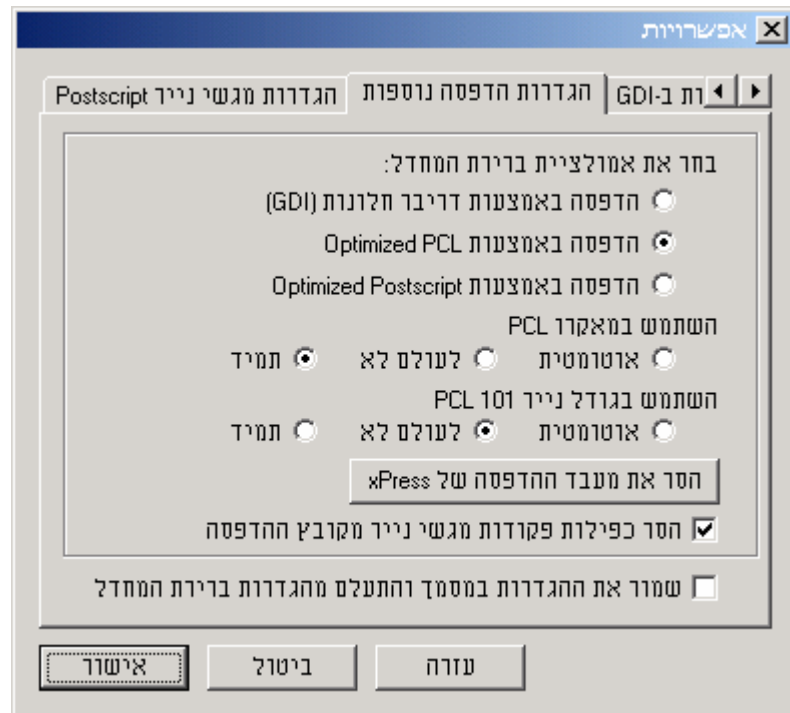 אפשרויות
ות ב-GDI הגדרות הדפסה נוספות הגדרות מגשי נייר Postscript
בחר את אמולציית ברירת המחדל:
הדפסה באמצעות דריבר חלונות (GDI)
הדפסה באמצעות Optimized PCL
הדפסה באמצעות Optimized Postscript
השתמש במאקרו PCL
אוטומטית לעולם לא תמיד
השתמש בגודל נייר PCL 101
אוטומטית לעולם לא תמיד
הסר את מעבד ההדפסה של xPress
הסר כפילות פקודות מגשי נייר מקובץ ההדפסה
שמור את ההגדרות במסמך והתעלם מהגדרות ברירת המחדל
עזרה ביטול אישור